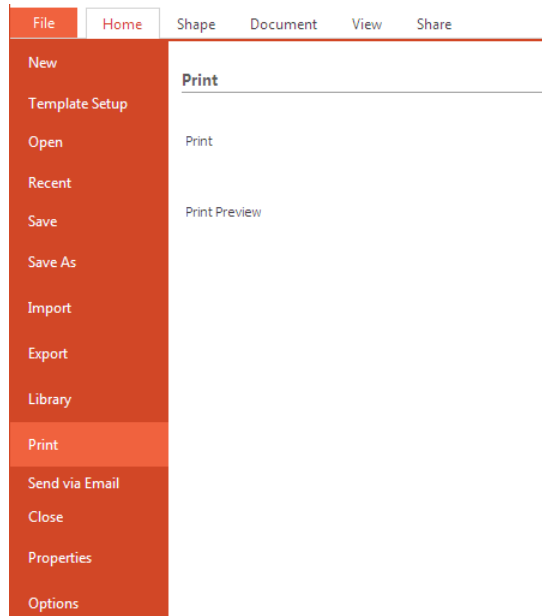 File Home Shape Document View Share
New
Print
Template Setup
Open
Print
Recent
Print Preview
Save
Save As
Import
Export
Library
Print
Send via Email
Close
Properties
Options